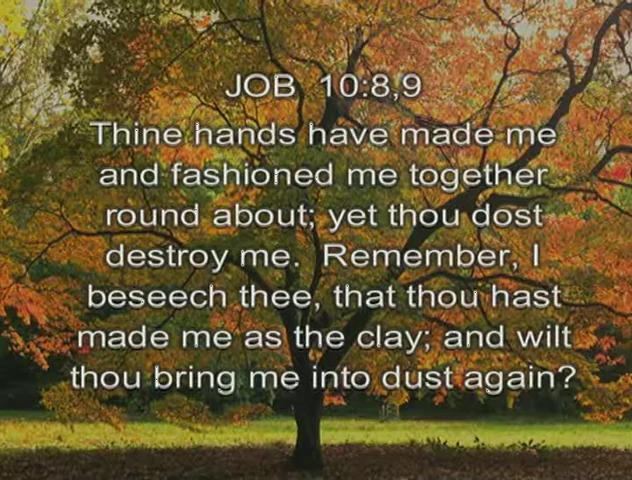 JOB 10:8,9
Thine hands have made me
and fashioned me together
round about; yet thou dost
destroy me. Remember, I
beseech thee, that thou hast
made me as the clay; and wilt
thou bring me into dust again?